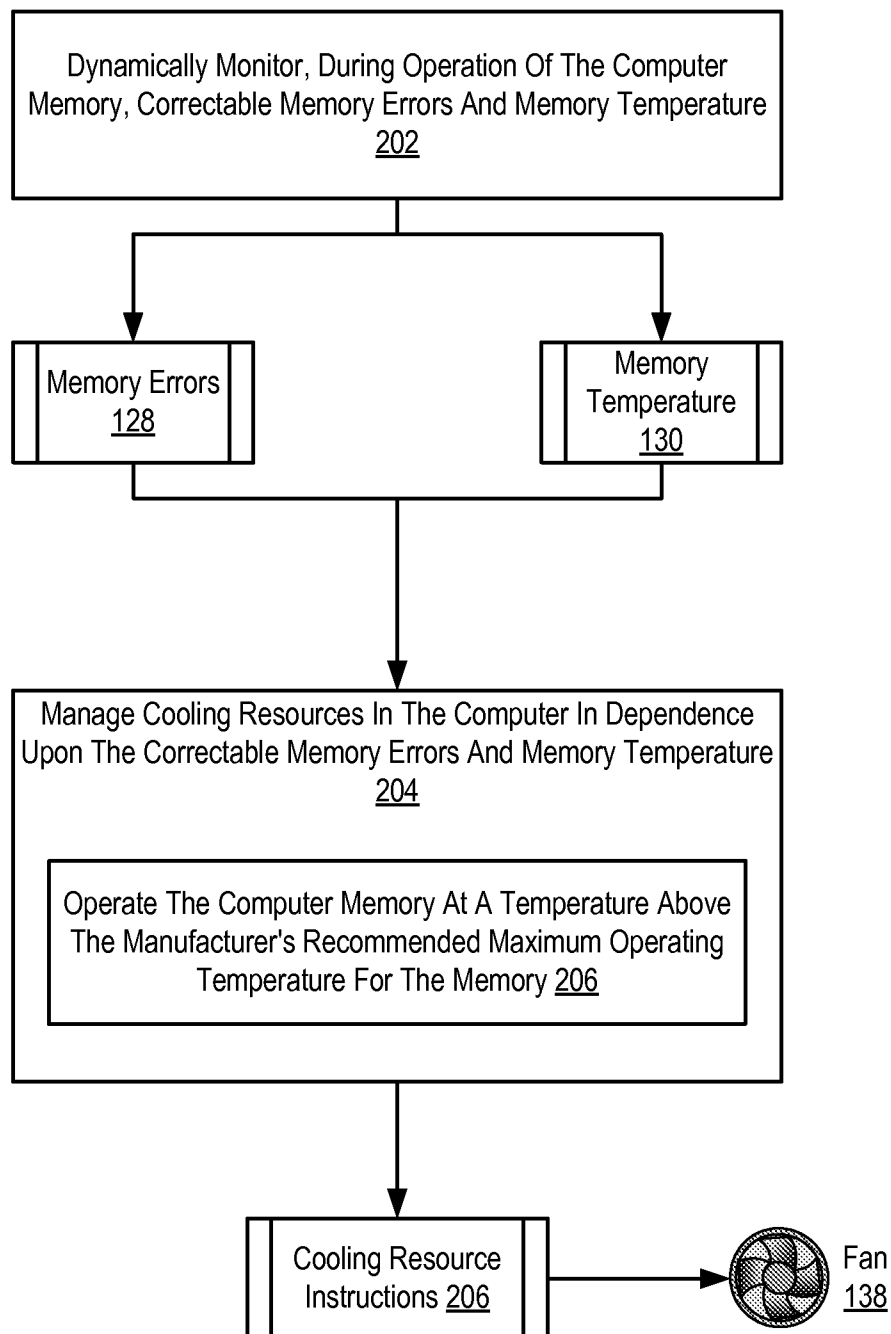 Dynamically Monitor, During Operation Of The Computer
Memory, Correctable Memory Errors And Memory Temperature
202
Memory Errors
128
Memory
Temperature
130
Manage Cooling Resources In The Computer In Dependence
Upon The Correctable Memory Errors And Memory Temperature
204
Operate The Computer Memory At A Temperature Above
The Manufacturer's Recommended Maximum Operating
Temperature For The Memory 206
Cooling Resource
Instructions 206
Fan
138